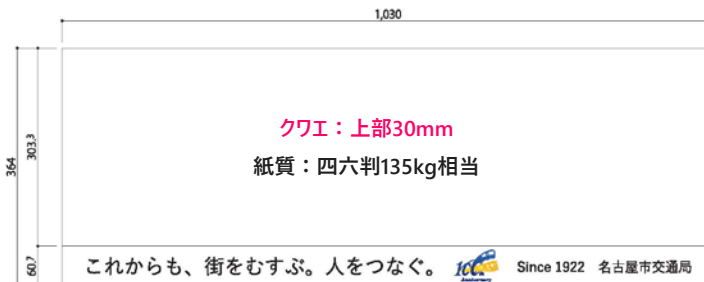 1,030
364
303.3
クワエ：上部30mm
紙質：四六判135kg相当
60.7
これからも、街をむすぶ。人をつなぐ。 100 Anniversary Since 1922 名古屋市交通局